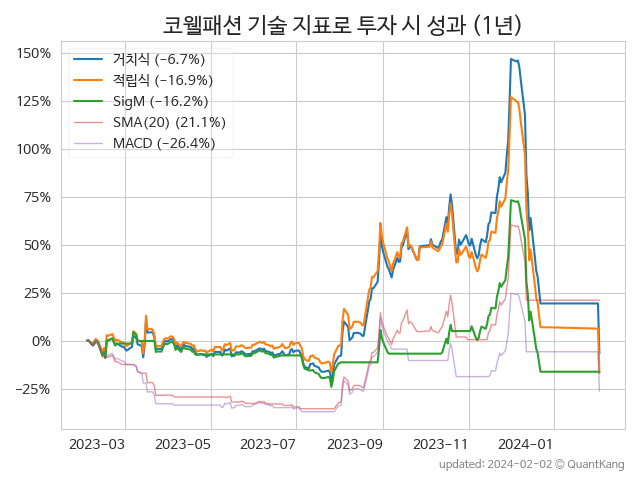 코웰패션 기술 지표로 투자 시 성과 (1년)
150%
125%
100%
75%
50%
25%
0%
−25%
거치식 (−6.7%)
적립식 (−16.9%)
SigM (−16.2%)
SMA(20) (21.1%)
MACD (−26.4%)
2023−03 2023−05 2023−07 2023−09 2023−11 2024−01
updated: 2024-02-02 © QuantKang